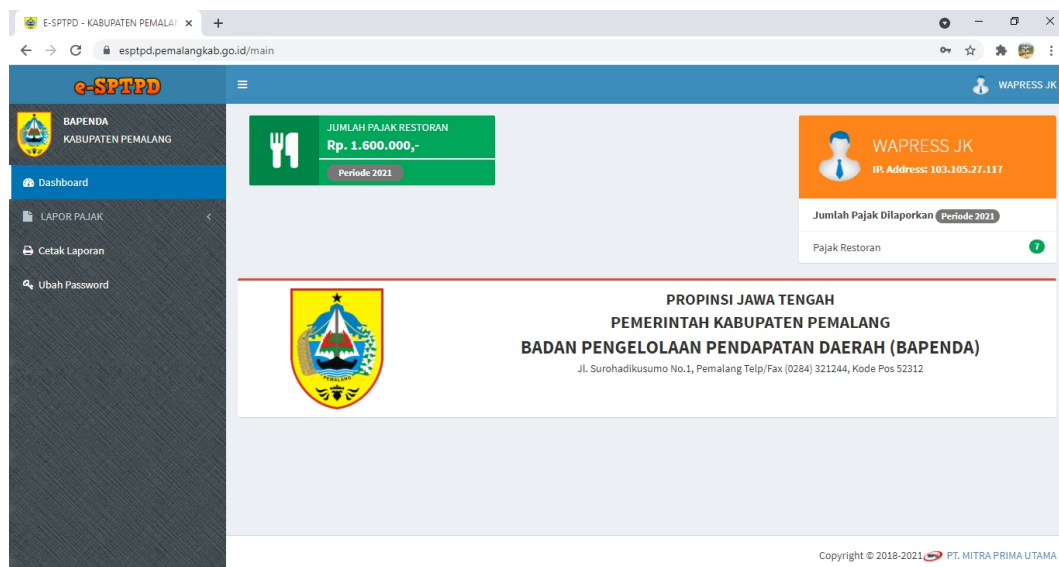 E-SPTPD - KABUPATEN PEMALAN
esptpd.pemalangkab.go.id/main
e-SPTPD
WAPRESS JK
BAPENDA
KABUPATEN PEMALANG
Dashboard
LAPOR PAJAK
Cetak Laporan
Ubah Password
JUMLAH PAJAK RESTORAN
Rp. 1.600.000,-
Periode 2021
WAPRESS JK
IP. Address: 103.105.27.117
Jumlah Pajak Dilaporkan Periode 2021
Pajak Restoran 7
PEMALANG
PROPINSI JAWA TENGAH
PEMERINTAH KABUPATEN PEMALANG
BADAN PENGELOLAAN PENDAPATAN DAERAH (BAPENDA)
Jl. Surohadikusumo No.1, Pemalang Telp/Fax (0284) 321244, Kode Pos 52312
Copyright © 2018-2021 PT. MITRA PRIMA UTAMA